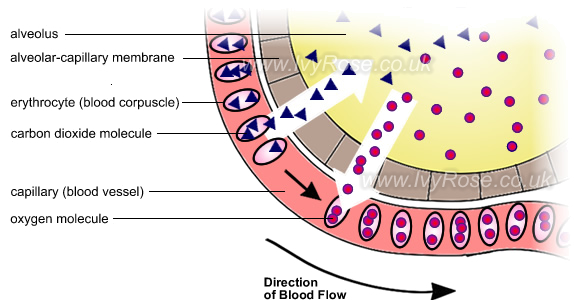 alveolus
www.IvyRose.co.uk
alveolar-capillary membrane
erythrocyte (blood corpuscle)
carbon dioxide molecule
www.IvyRose.co.uk
capillary (blood vessel)
oxygen molecule
Direction
of Blood Flow